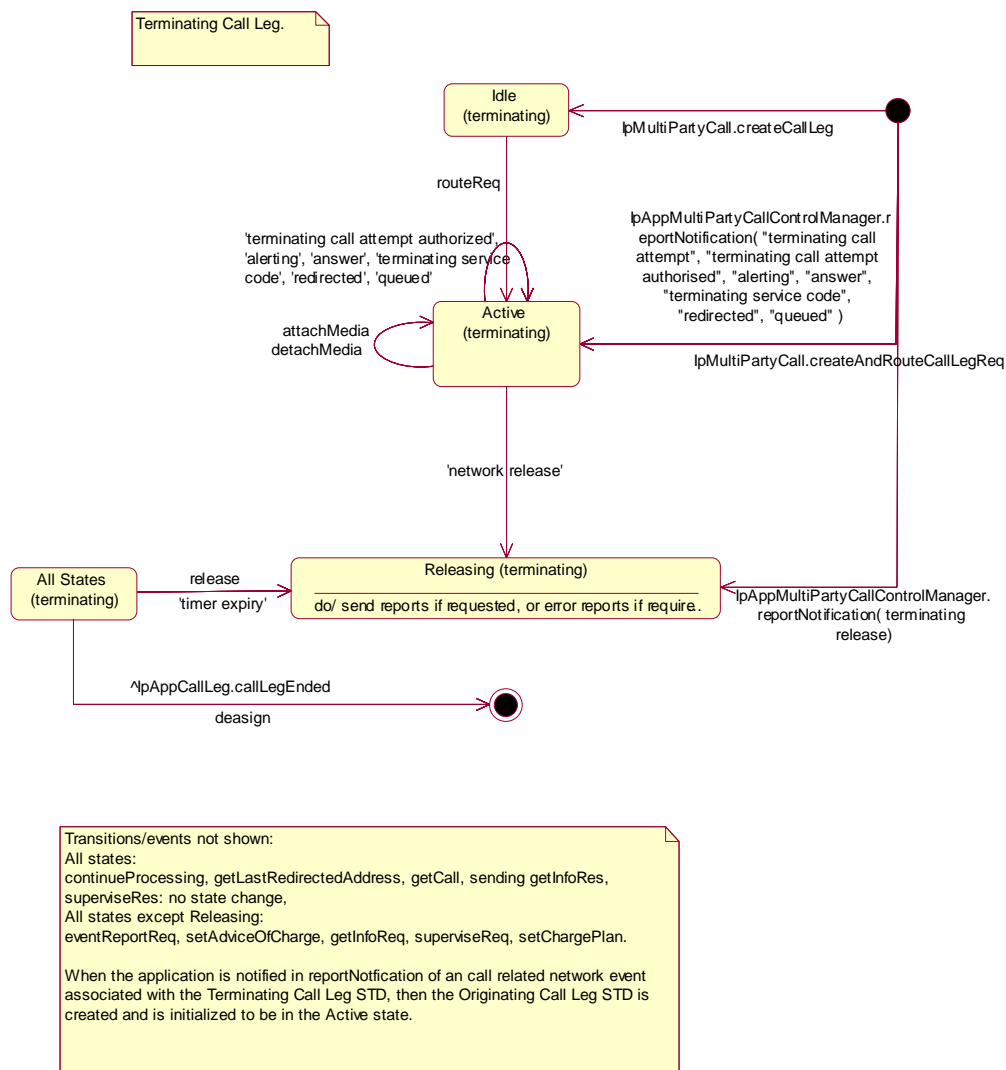 Terminating Call Leg.
Idle
(terminating)
IpMultiPartyCall.createCallLeg
routeReq
IpAppMultiPartyCallControlManager.r
eportNotification( "terminating call
attempt", "terminating call attempt
authorised", "alerting", "answer",
"terminating service code",
"redirected", "queued" )
'terminating call attempt authorized',
'alerting', 'answer', 'terminating service
code', 'redirected', 'queued'
Active
(terminating)
attachMedia
detachMedia
IpMultiPartyCall.createAndRouteCallLegReq
'network release'
All States
(terminating)
release
'timer expiry'
Releasing (terminating)
do/ send reports if requested, or error reports if require..
IpAppMultiPartyCallControlManager.
reportNotification( terminating
release)
^IpAppCallLeg.callLegEnded
deasign
Transitions/events not shown:
All states:
continueProcessing, getLastRedirectedAddress, getCall, sending getInfoRes,
superviseRes: no state change,
All states except Releasing:
eventReportReq, setAdviceOfCharge, getInfoReq, superviseReq, setChargePlan.
When the application is notified in reportNotfication of an call related network event
associated with the Terminating Call Leg STD, then the Originating Call Leg STD is
created and is initialized to be in the Active state.